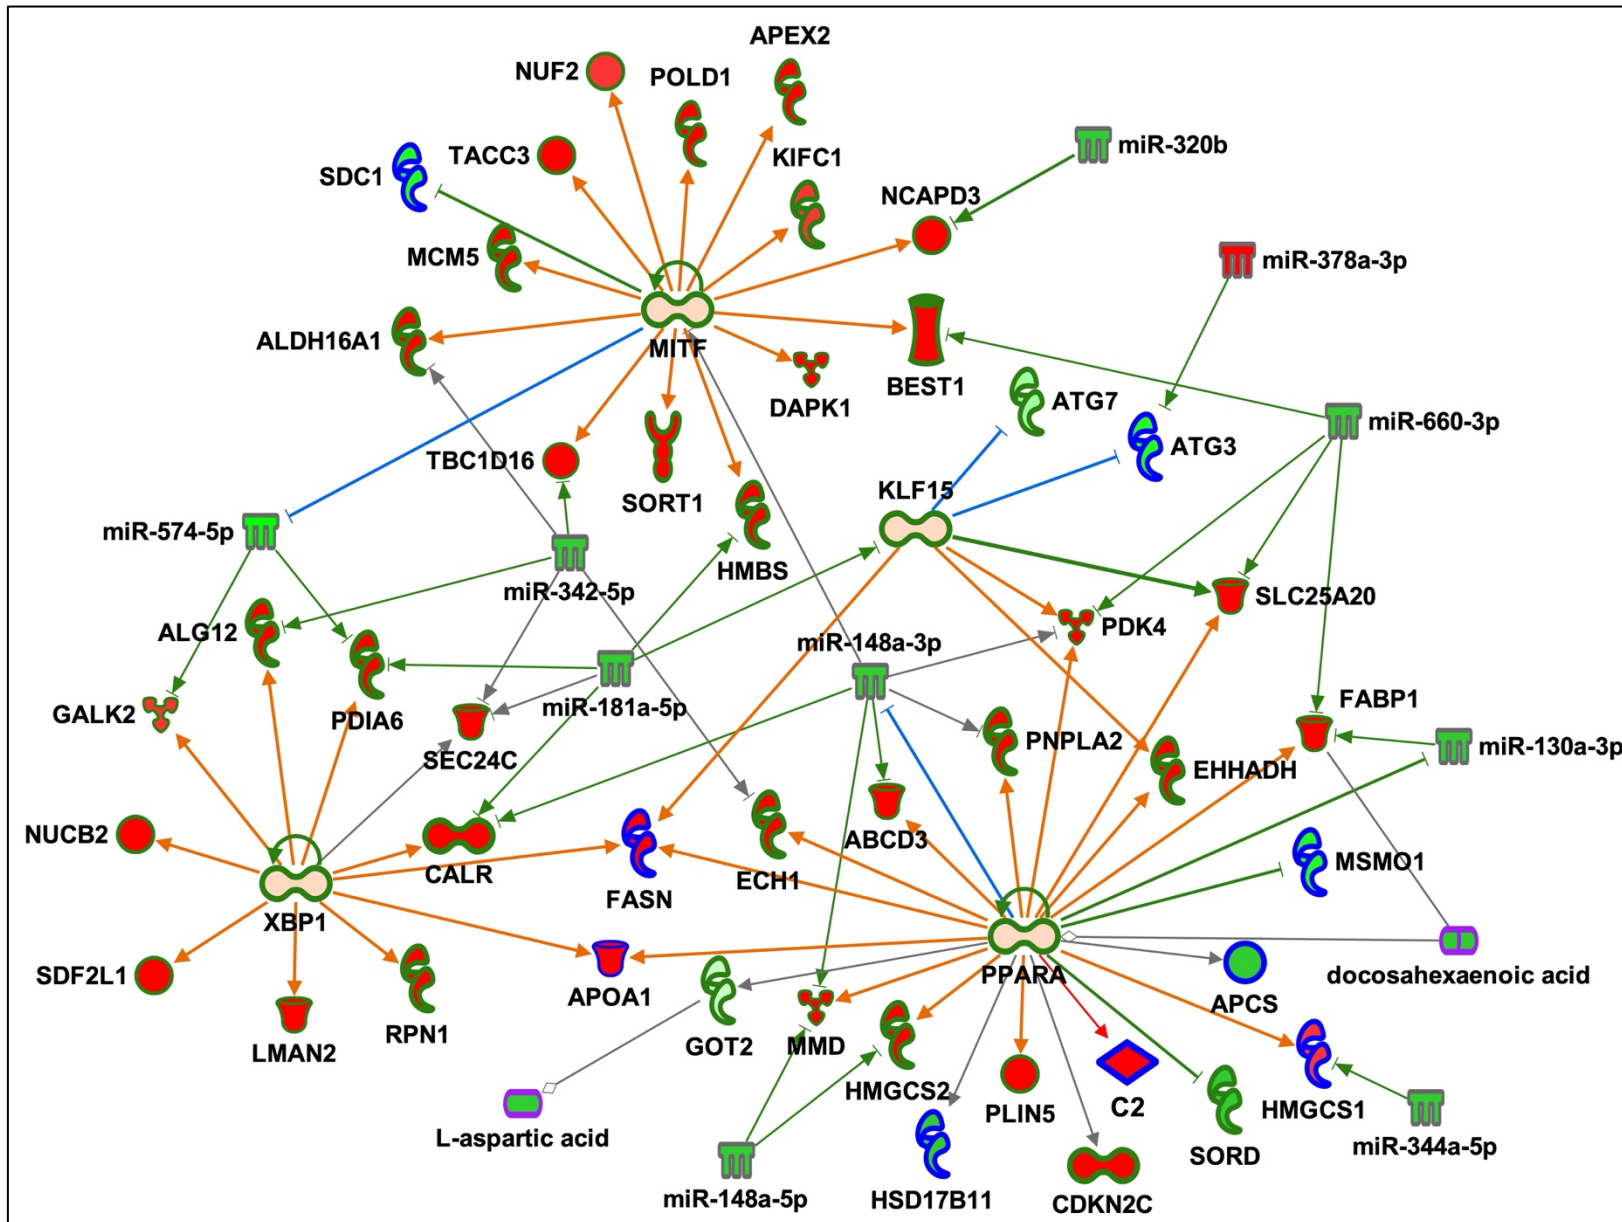 APEX2
NUF2
POLD1
miR-320b
TACC3
KIFC1
SDC1
NCAPD3
MCM5
miR-378a-3p
ALDH16A1
MITF
BEST1
DAPK1
ATG7
miR-660-3p
ATG3
TBC1D16
SORT1
KLF15
miR-574-5p
HMBS
miR-342-5p
SLC25A20
ALG12
PDK4
miR-148a-3p
FABP1
miR-181a-5p
GALK2
PDIA6
PNPLA2
miR-130a-3p
SEC24C
EHHADH
NUCB2
ABCD3
MSMO1
CALR
ECH1
FASN
XBP1
PPARA
docosahexaenoic acid
SDF2L1
APOA1
APCS
RPN1
GOT2
MMD
LMAN2
HMGCS2
PLIN5
C2
HMGCS1
L-aspartic acid
miR-344a-5p
SORD
miR-148a-5p
HSD17B11
CDKN2C